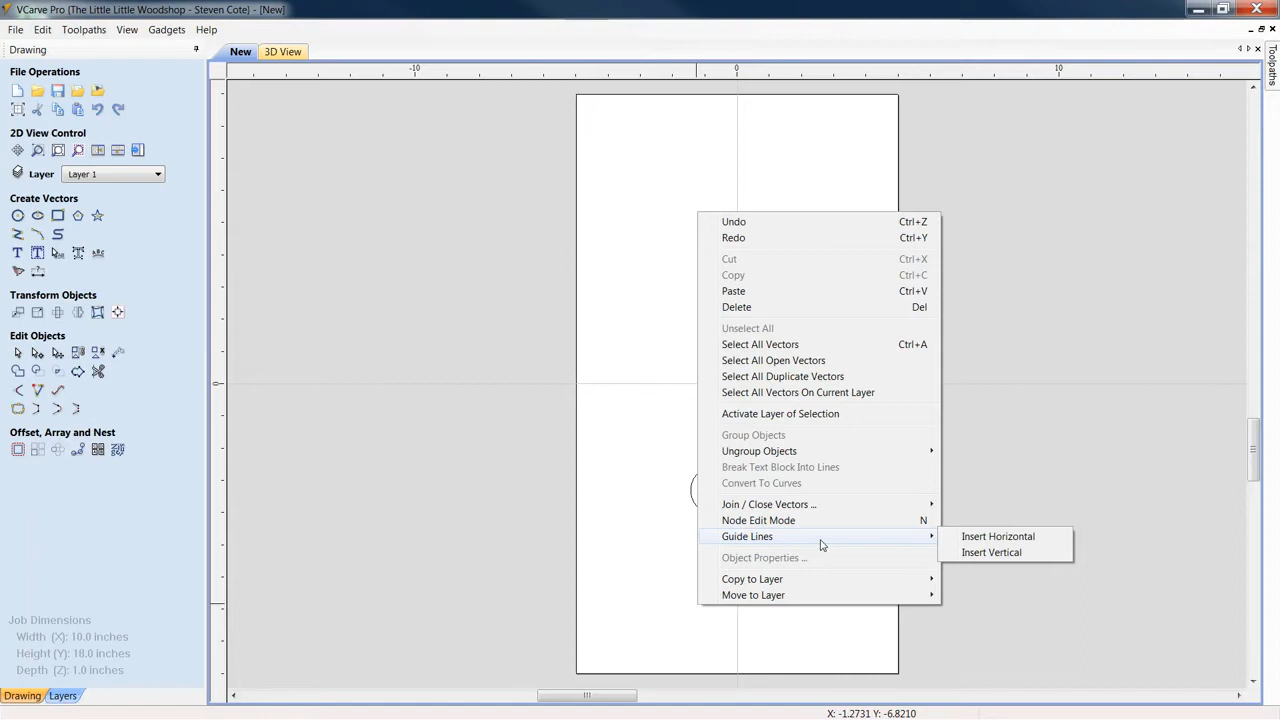 VCarve Pro {The Little Little Woodshop - Steven Cote} - [New]
File Edit Toolpaths View Gadgets Help
Drawing
New 3D View
Toolpaths
-10 0 10
0
File Operations
2D View Control
Layer Layer 1
Create Vectors
Transform Objects
Edit Objects
Offset, Array and Nest
Job Dimensions
Width (X): 10.0 inches
Height (Y): 18.0 inches
Depth (Z): 1.0 inches
Drawing Layers
Undo Ctrl+Z
Redo Ctrl+Y
Cut Ctrl+X
Copy Ctrl+C
Paste Ctrl+V
Delete Del
Unselect All
Select All Vectors Ctrl+A
Select All Open Vectors
Select All Duplicate Vectors
Select All Vectors On Current Layer
Activate Layer of Selection
Group Objects
Ungroup Objects
Break Text Block Into Lines
Convert To Curves
Join / Close Vectors ...
Node Edit Mode N
Guide Lines
Insert Horizontal
Insert Vertical
Object Properties ...
Copy to Layer
Move to Layer
X: -1.2731 Y: -6.8210